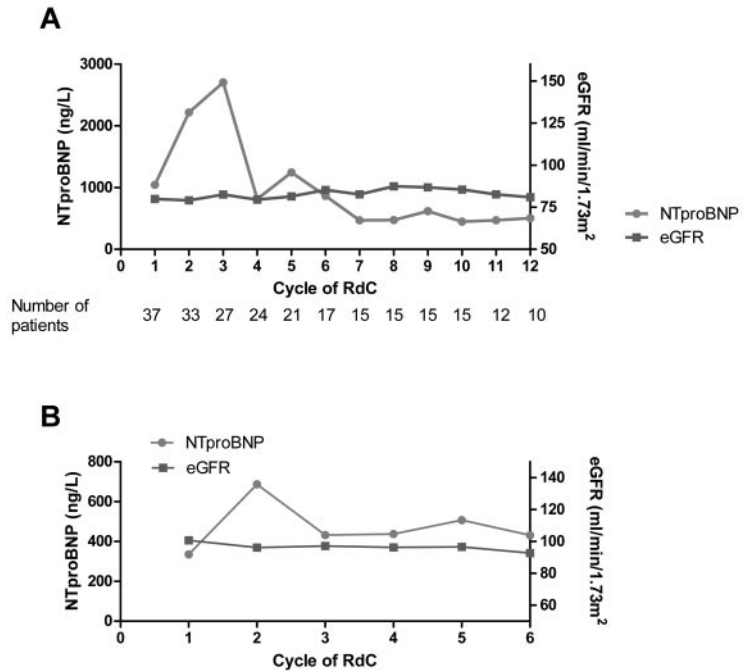 A
NTproBNP (ng/L)
3000
2000
1000
0
eGFR (ml/min/1.73m2
150
125
100
75
50
0 1 2 3 4 5 6 7 8 9 10 11 12
Cycle of RdC
NTproBNP
eGFR
Number of
patients
37 33 27 24 21 17 15 15 15 15 12 10
B
NTproBNP
eGFR
NTproBNP (ng/L)
800
600
400
200
0
eGFR (ml/min/1.73m2
140
120
100
80
60
0 1 2 3 4 5 6
Cycle of RdC